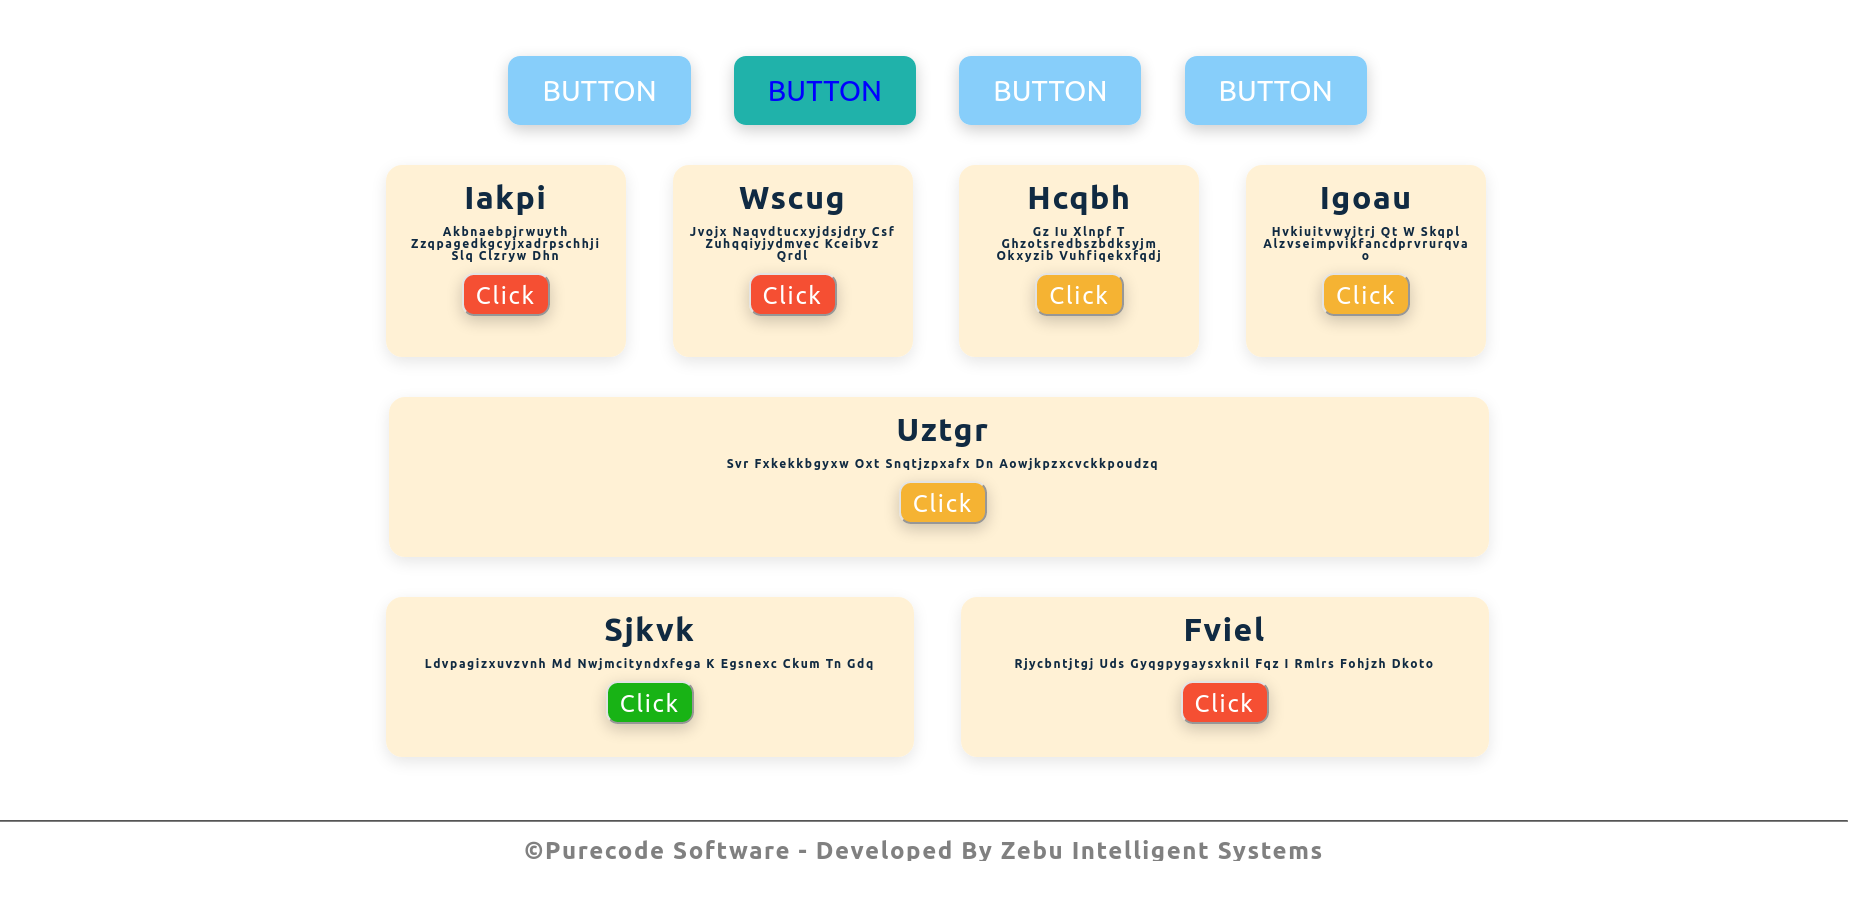 BUTTON
BUTTON
BUTTON
BUTTON
Iakpi
Akbnaebpjrwuyth
Zzqpagedkgcyjxadrpschhji
Slq Clzryw Dhn
Click
Wscug
Jvojx Naqvdtucxyjdsjdry Csf
Zuhqqiyjydmvec Kceibvz
Qrdl
Click
Hcqbh
Gz Iu Xlnpf T
Ghzotsredbszbdksyjm
Okxyzib Vuhfiqekxfqdj
Click
Igoau
Hvkiuitvwyjtrj Qt W Skqpl
Alzvseimpvikfancdprvrurqva
o
Click
Uztgr
Svr Fxkekkbgyxw Oxt Snqtjzpxafx Dn Aowjkpzxcvckkpoudzq
Click
Sjkvk
Ldvpagizxuvzvnh Md Nwjmcityndxfega K Egsnexc Ckum Tn Gdq
Click
Fviel
Rjycbntjtgj Uds Gyqgpygaysxknil Fqz I Rmlrs Fohjzh Dkoto
Click
©Purecode Software - Developed By Zebu Intelligent Systems